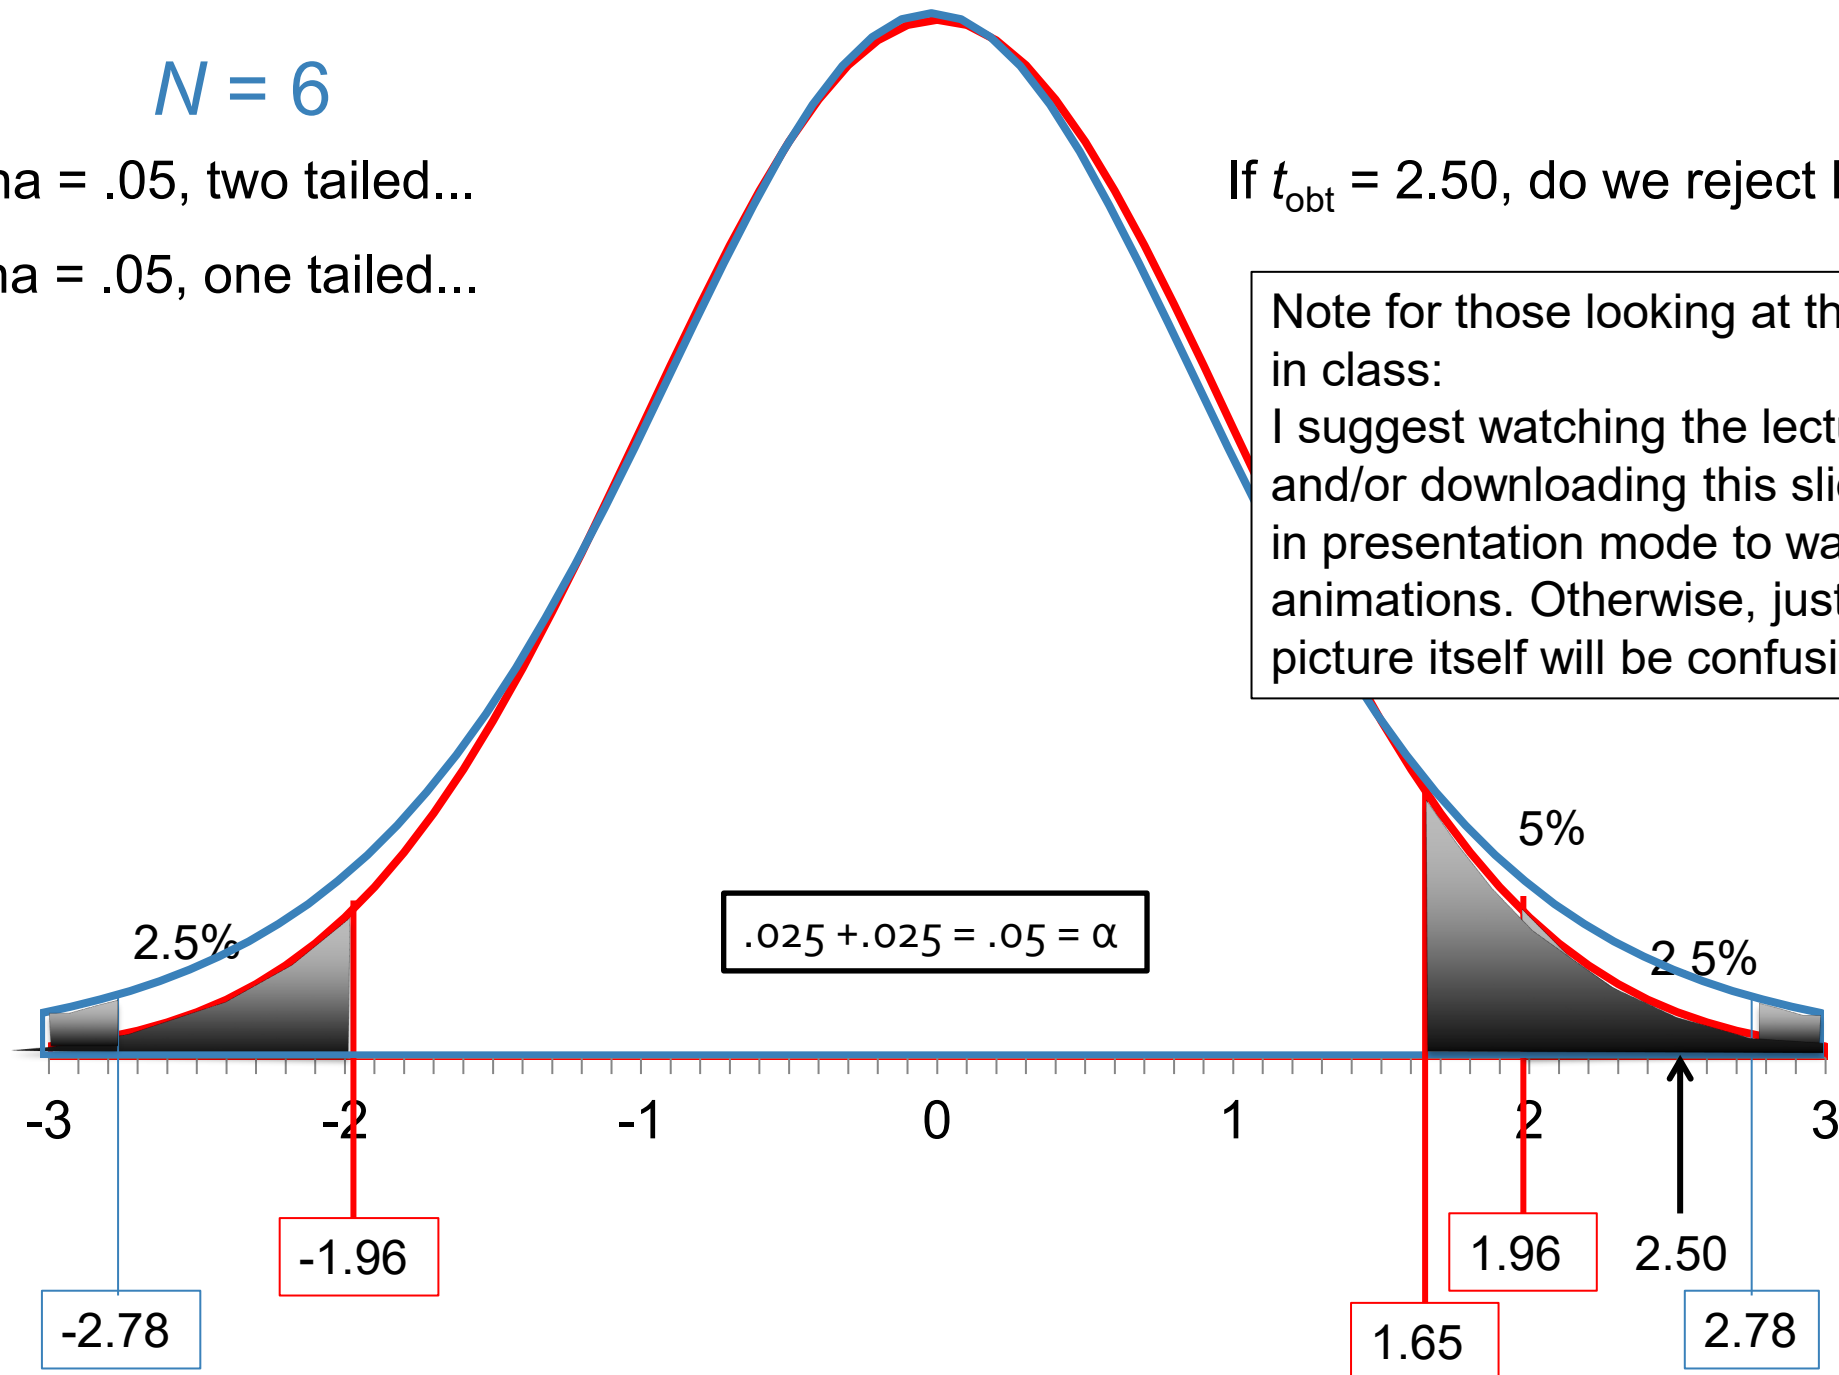 N = 6
na = .05, two tailed...
na = .05, one tailed...
If tobt = 2.50, do we reject
Note for those looking at th
in class:
I suggest watching the lect
and/or downloading this sli
in presentation mode to wa
animations. Otherwise, just
picture itself will be confusi
5%
2.5%
.025 +.025 = .05 = α
2.5%
-3 -2 -1 0 1 2 3
-1.96 1.96 2.50
-2.78 1.65 2.78